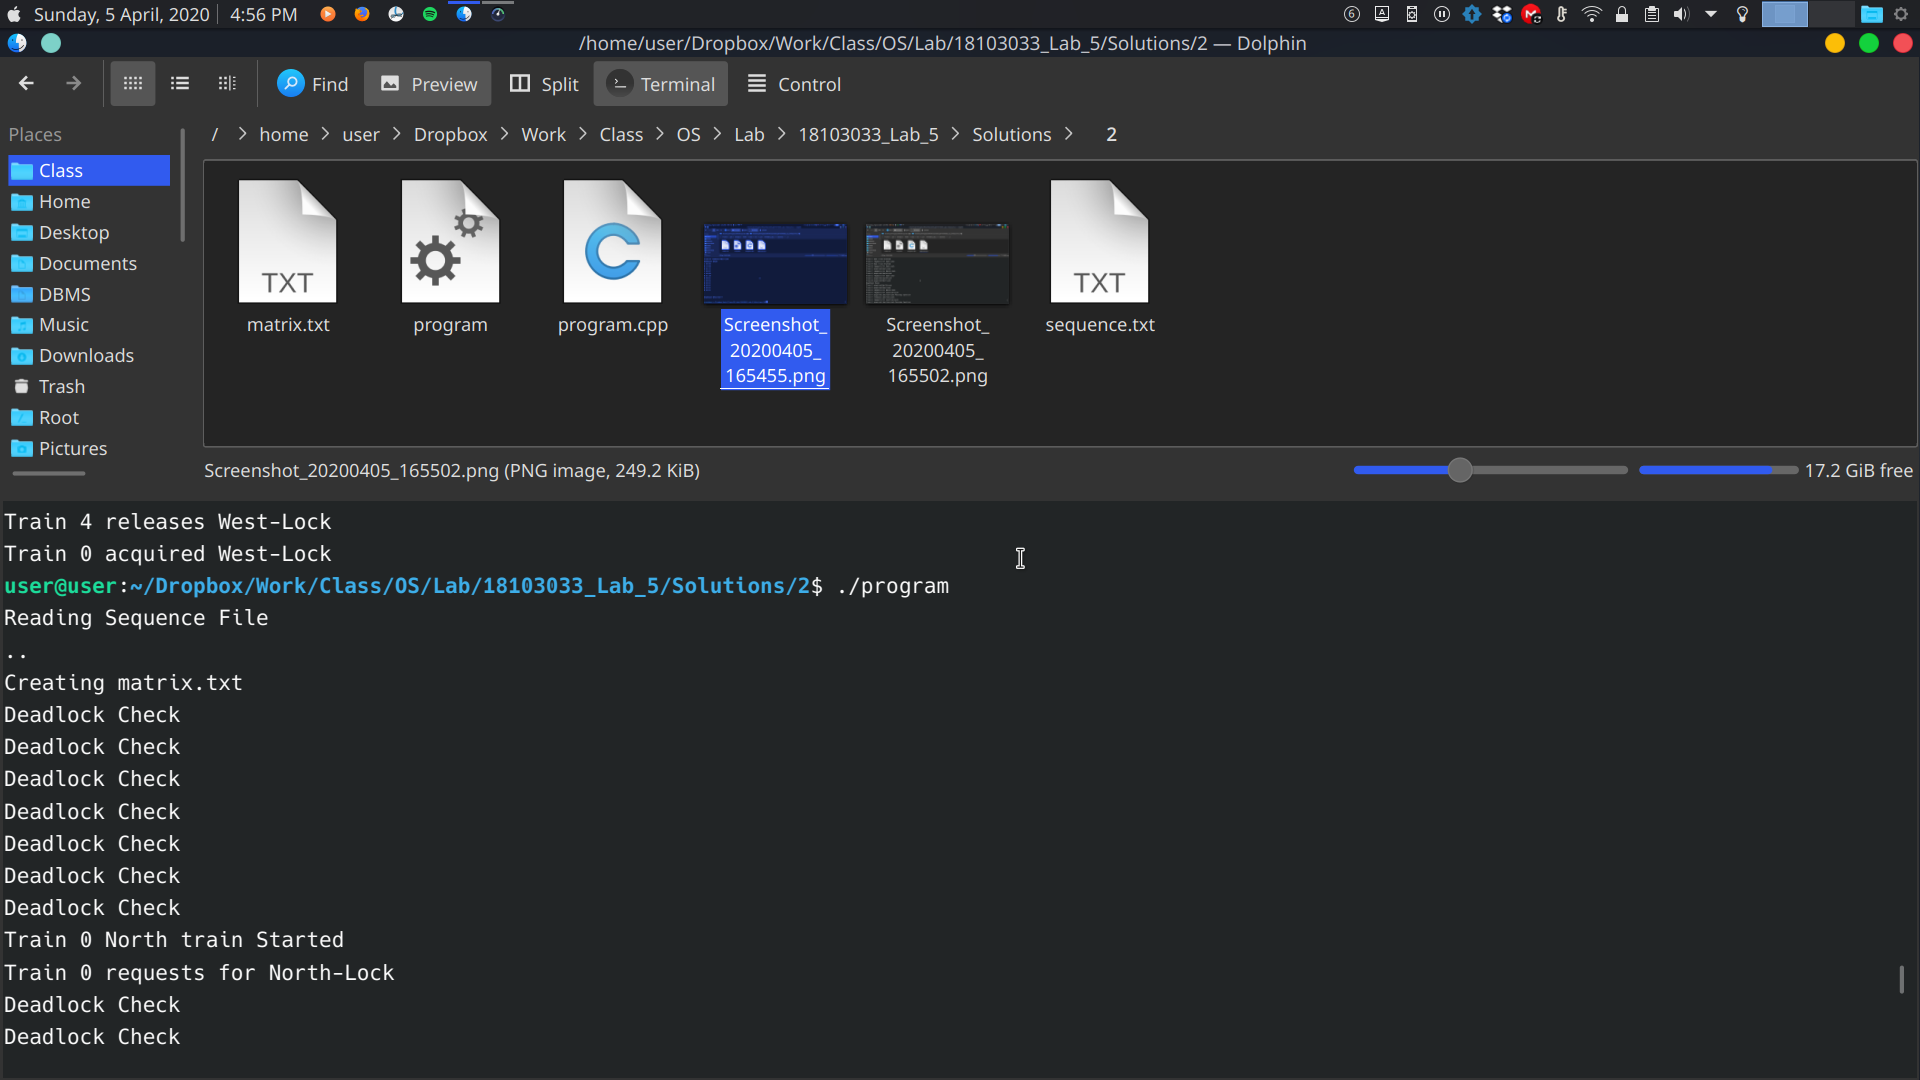 Sunday, 5 April, 2020 4:56 PM
/home/user/Dropbox/Work/Class/OS/Lab/18103033_Lab_5/Solutions/2 — Dolphin
Find Preview Split Terminal Control
Places
/ > home > user > Dropbox > Work > Class > OS > Lab > 18103033_Lab_5 > Solutions > 2
Class
Home
Desktop
Documents
DBMS
Music
Downloads
Trash
Root
Pictures
TXT
matrix.txt
program
C
program.cpp
Screenshot_
20200405_
165455.png
Screenshot_
20200405_
165502.png
TXT
sequence.txt
Screenshot_20200405_165502.png (PNG image, 249.2 KiB)
17.2 GiB free
Train 4 releases West-Lock
Train 0 acquired West-Lock
user@user:~/Dropbox/Work/Class/OS/Lab/18103033_Lab_5/Solutions/2$ ./program
Reading Sequence File
..
Creating matrix.txt
Deadlock Check
Deadlock Check
Deadlock Check
Deadlock Check
Deadlock Check
Deadlock Check
Deadlock Check
Train 0 North train Started
Train 0 requests for North-Lock
Deadlock Check
Deadlock Check